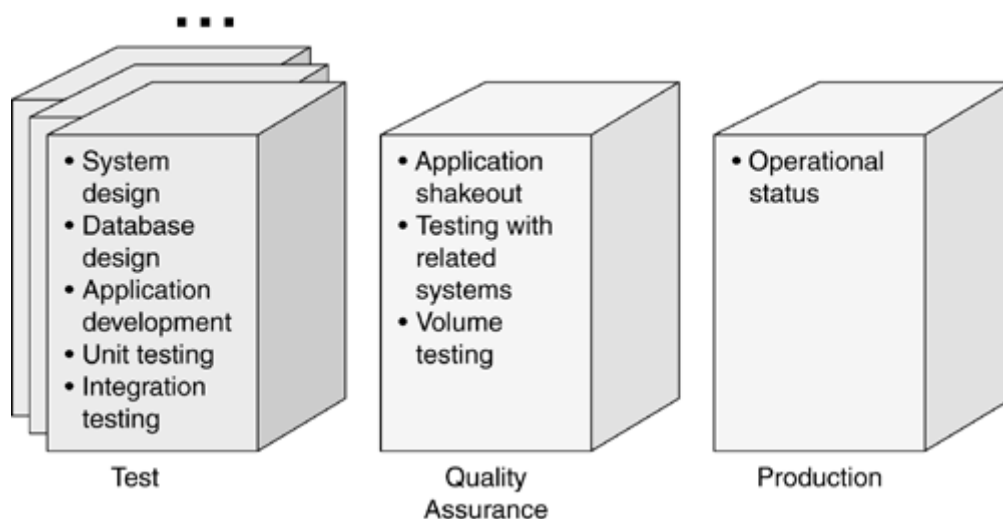 ...
• System
design
• Database
design
• Application
development
• Unit testing
• Integration
testing
Test
• Application
shakeout
• Testing with
related
systems
• Volume
testing
Quality
Assurance
• Operational
status
Production